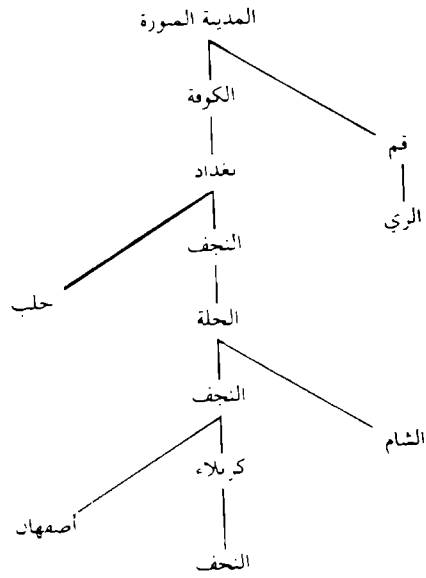 المدينة المنورة
الكوفة
قم
بغداد
الري
النجف
حلب
الحلة
النجف
الشام
كربلاء
أصفهان
النجف